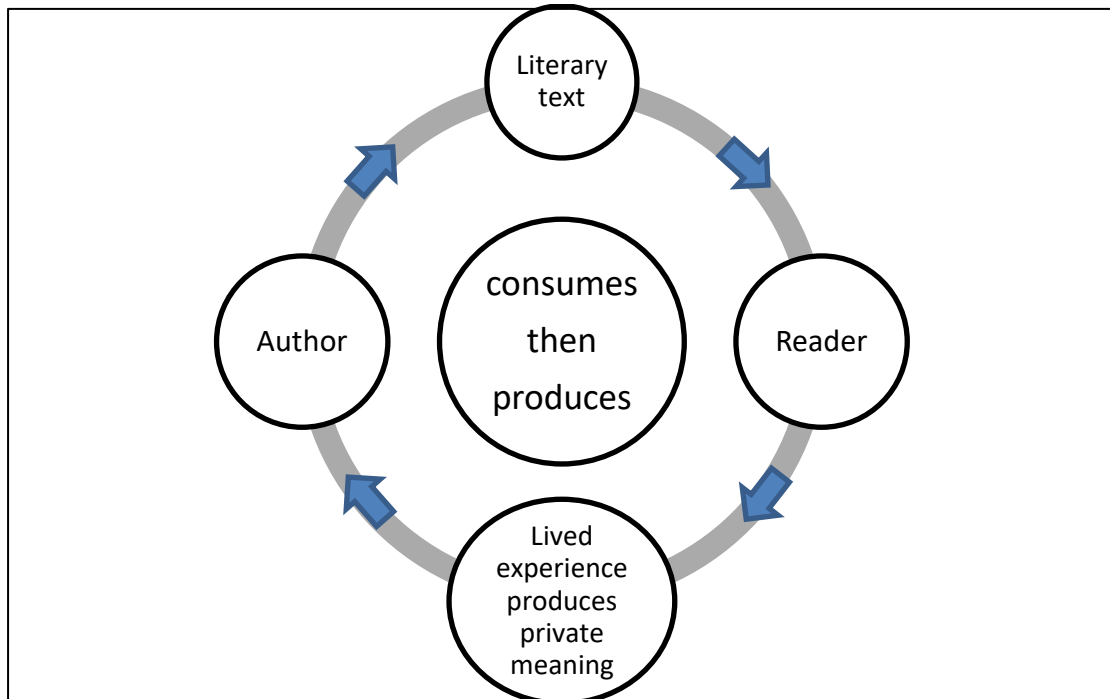 Literary
text
Author
consumes
then
produces
Reader
Lived
experience
produces
private
meaning